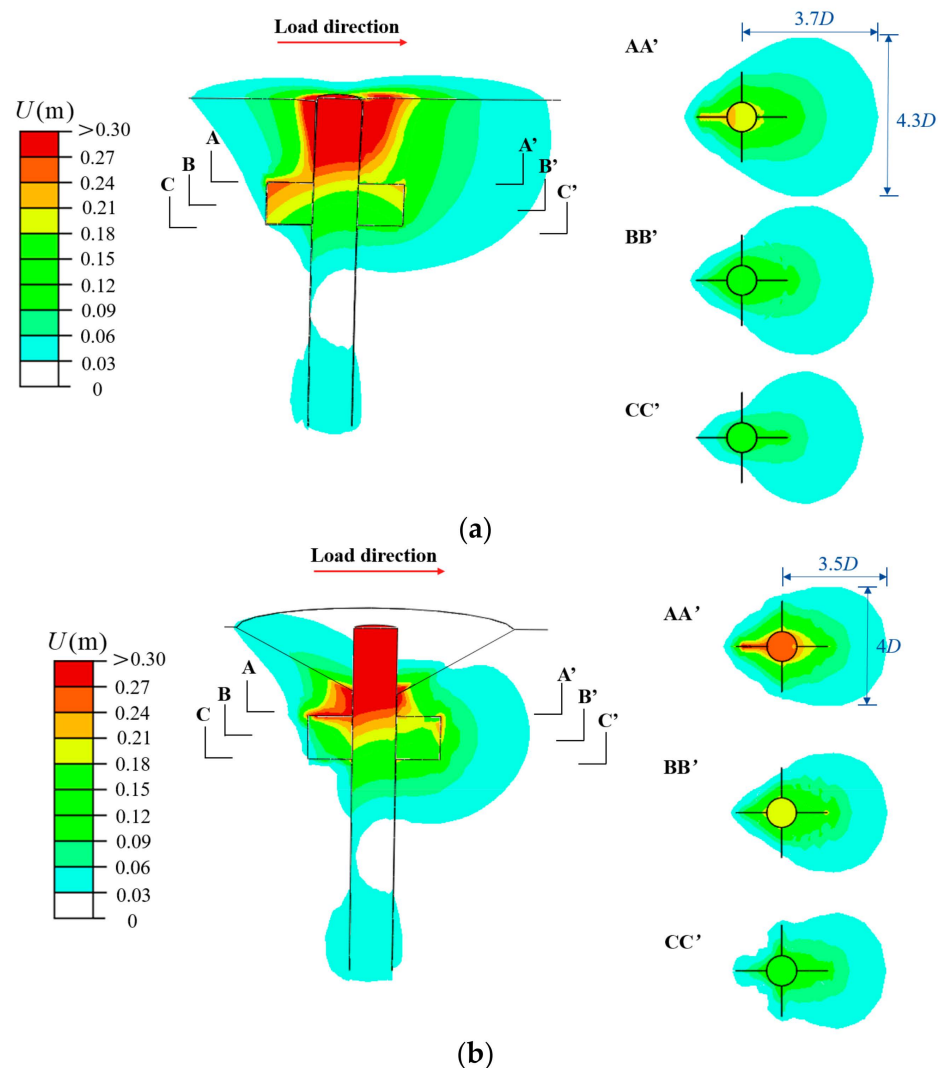 Load direction
U(m)
>0.30
0.27
0.24
0.21
0.18
0.15
0.12
0.09
0.06
0.03
0
A
B
C
A’
B’
C’
AA’
3.7D
4.3D
BB’
CC’
(a)
Load direction
U(m)
>0.30
0.27
0.24
0.21
0.18
0.15
0.12
0.09
0.06
0.03
0
A
B
C
A’
B’
C’
AA’
3.5D
4D
BB’
CC’
(b)